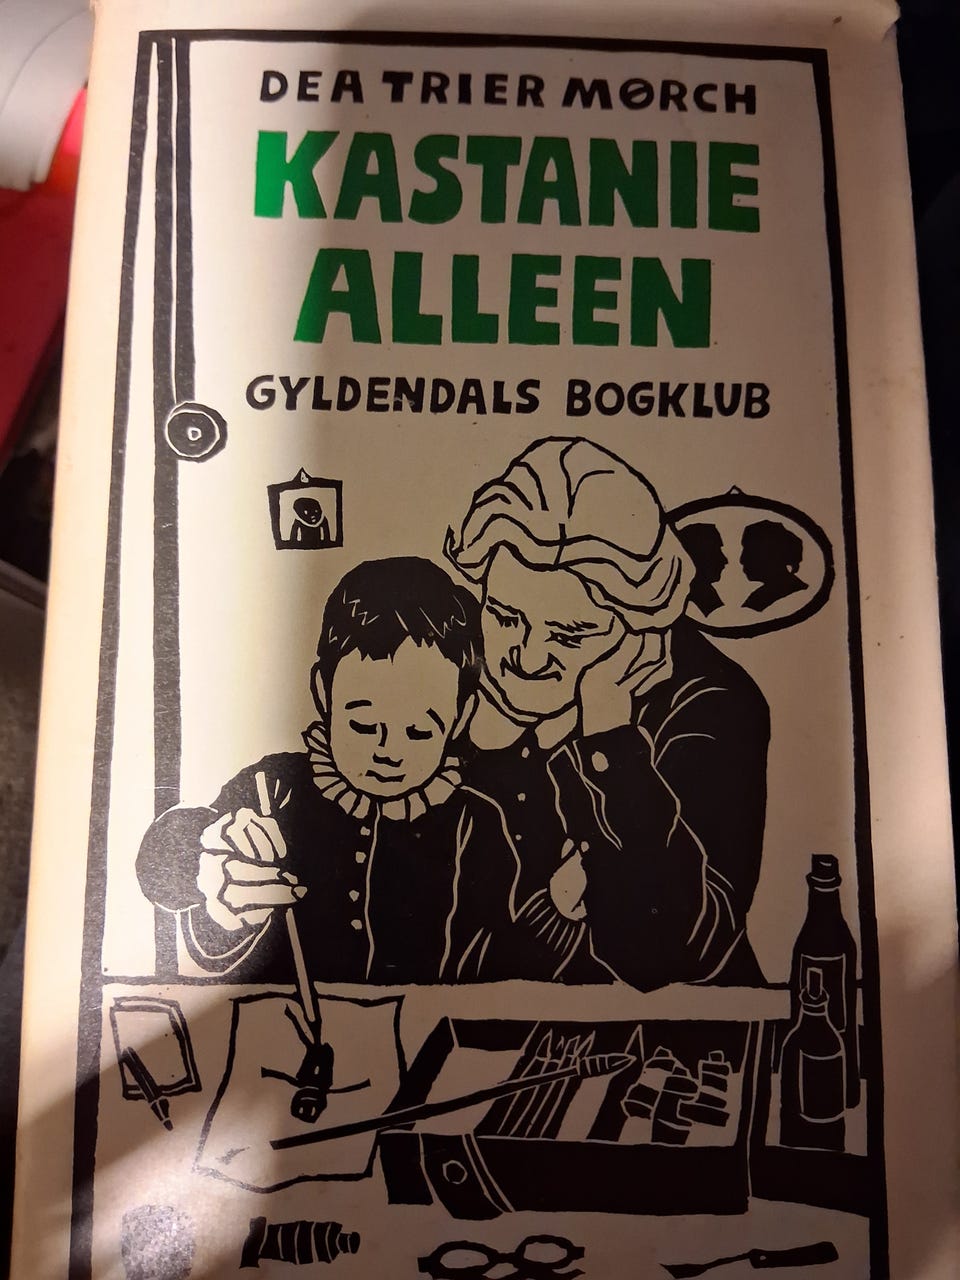 DEA TRIER MØRCH
KASTANIE
ALLEEN
GYLDENDALS BOGKLUB